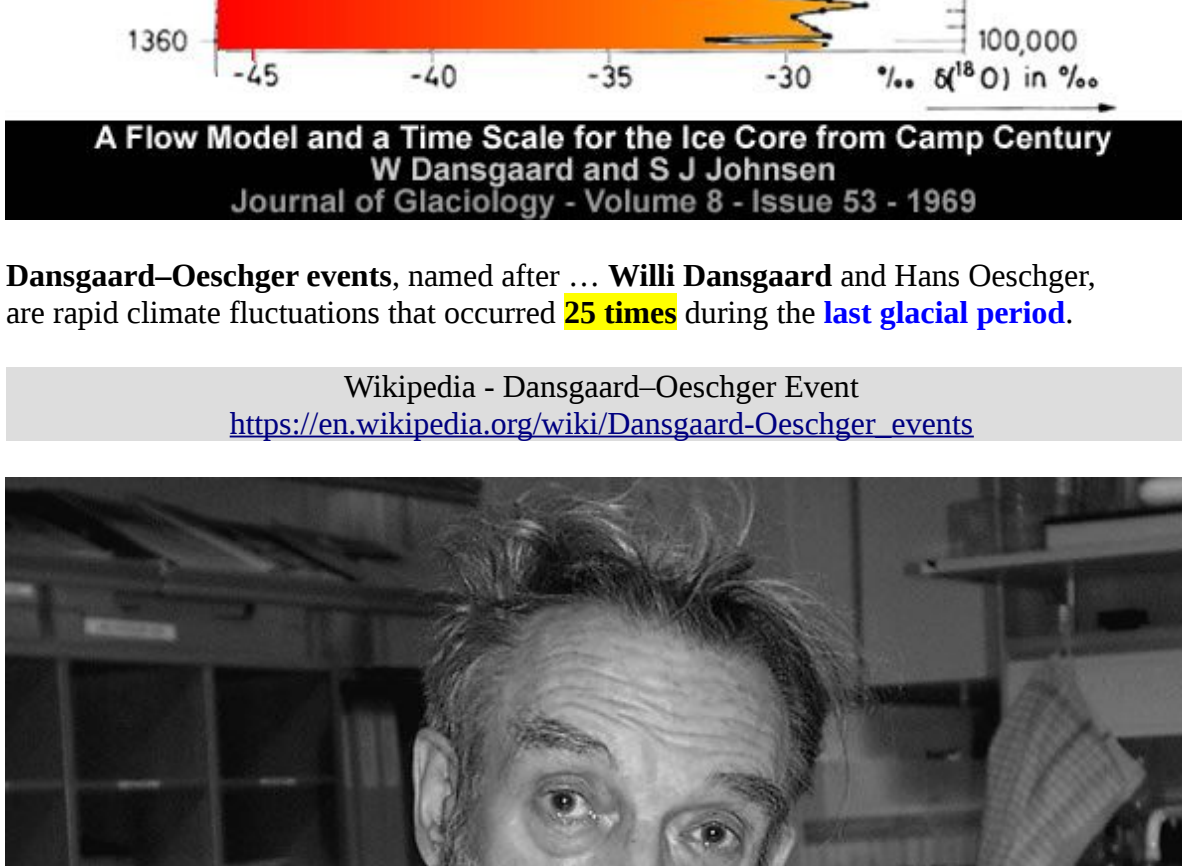 1360
100,000
-45 -40 -35 -30 ‰ δ(¹⁸O) in ‰
A Flow Model and a Time Scale for the Ice Core from Camp Century
W Dansgaard and S J Johnsen
Journal of Glaciology - Volume 8 - Issue 53 - 1969
Dansgaard–Oeschger events, named after … Willi Dansgaard and Hans Oeschger,
are rapid climate fluctuations that occurred 25 times during the last glacial period.
Wikipedia - Dansgaard–Oeschger Event
https://en.wikipedia.org/wiki/Dansgaard-Oeschger_events